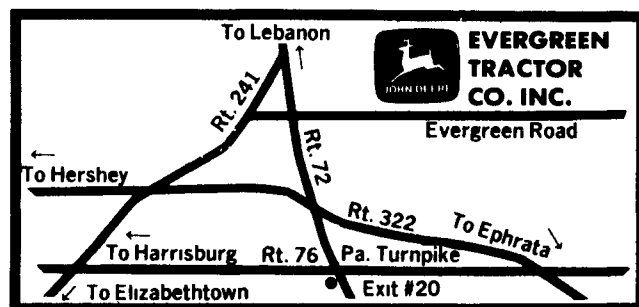 To Lebanon
EVERGREEN
TRACTOR
CO. INC.
JOHN DEERE
Rt. 241
Evergreen Road
Rt. 72
To Hershey
Rt. 322
To Ephrata
To Harrisburg
Rt. 76
Pa. Turnpike
To Elizabethtown
Exit #20